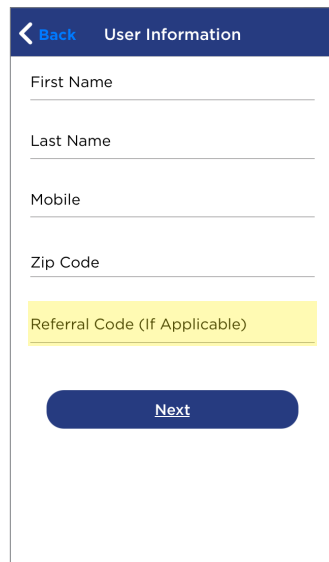 Back User Information
First Name
Last Name
Mobile
Zip Code
Referral Code (If Applicable)
Next